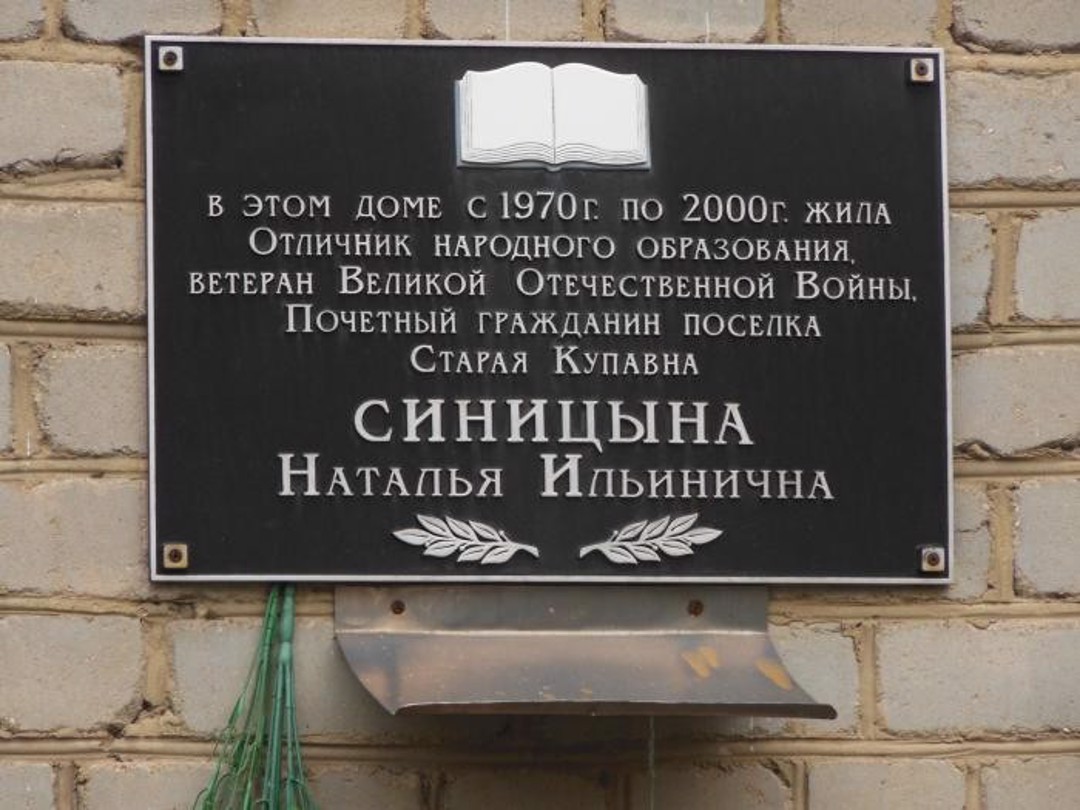 в этом доме с 1970г. по 2000г. жила
Отличник народного образования,
ветеран Великой Отечественной Войны,
Почетный гражданин поселка
Старая Купавна
СИНИЦЫНА
Наталья Ильинична